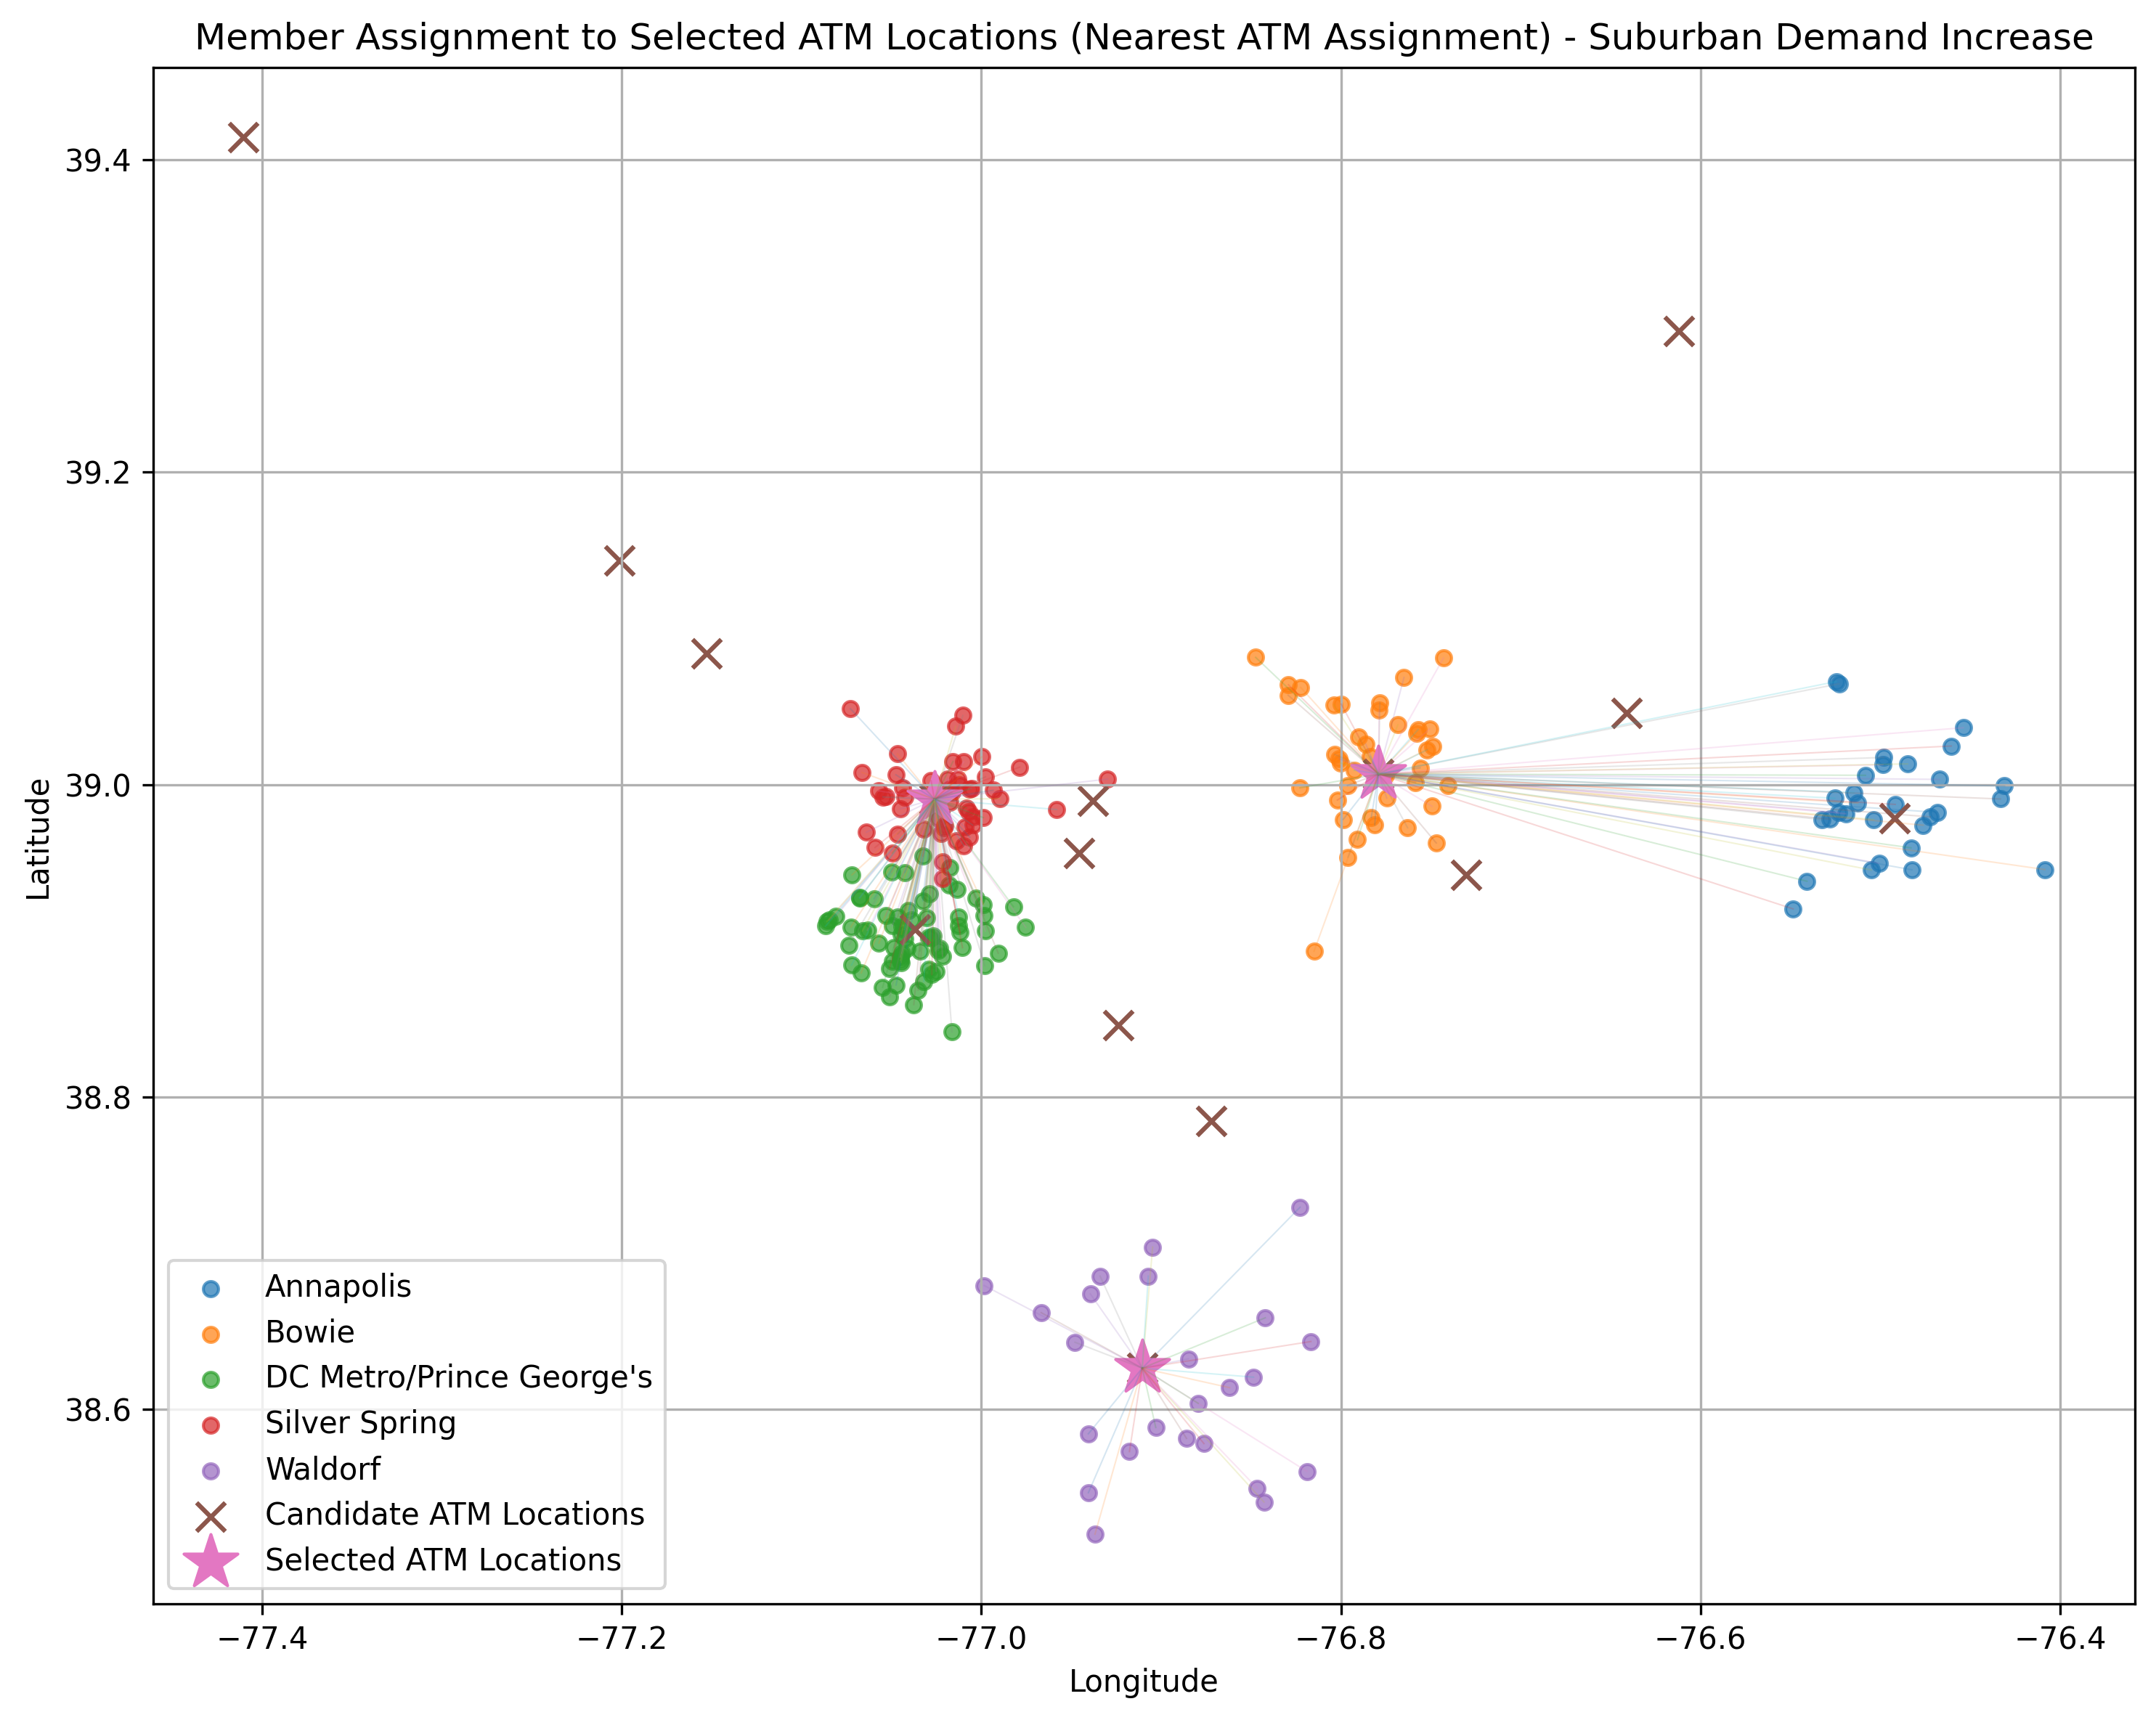 Member Assignment to Selected ATM Locations (Nearest ATM Assignment) - Suburban Demand Increase
39.4
39.2
39.0
38.8
38.6
Latitude
Annapolis
Bowie
DC Metro/Prince George's
Silver Spring
Waldorf
Candidate ATM Locations
Selected ATM Locations
−77.4
−77.2
−77.0
−76.8
−76.6
−76.4
Longitude